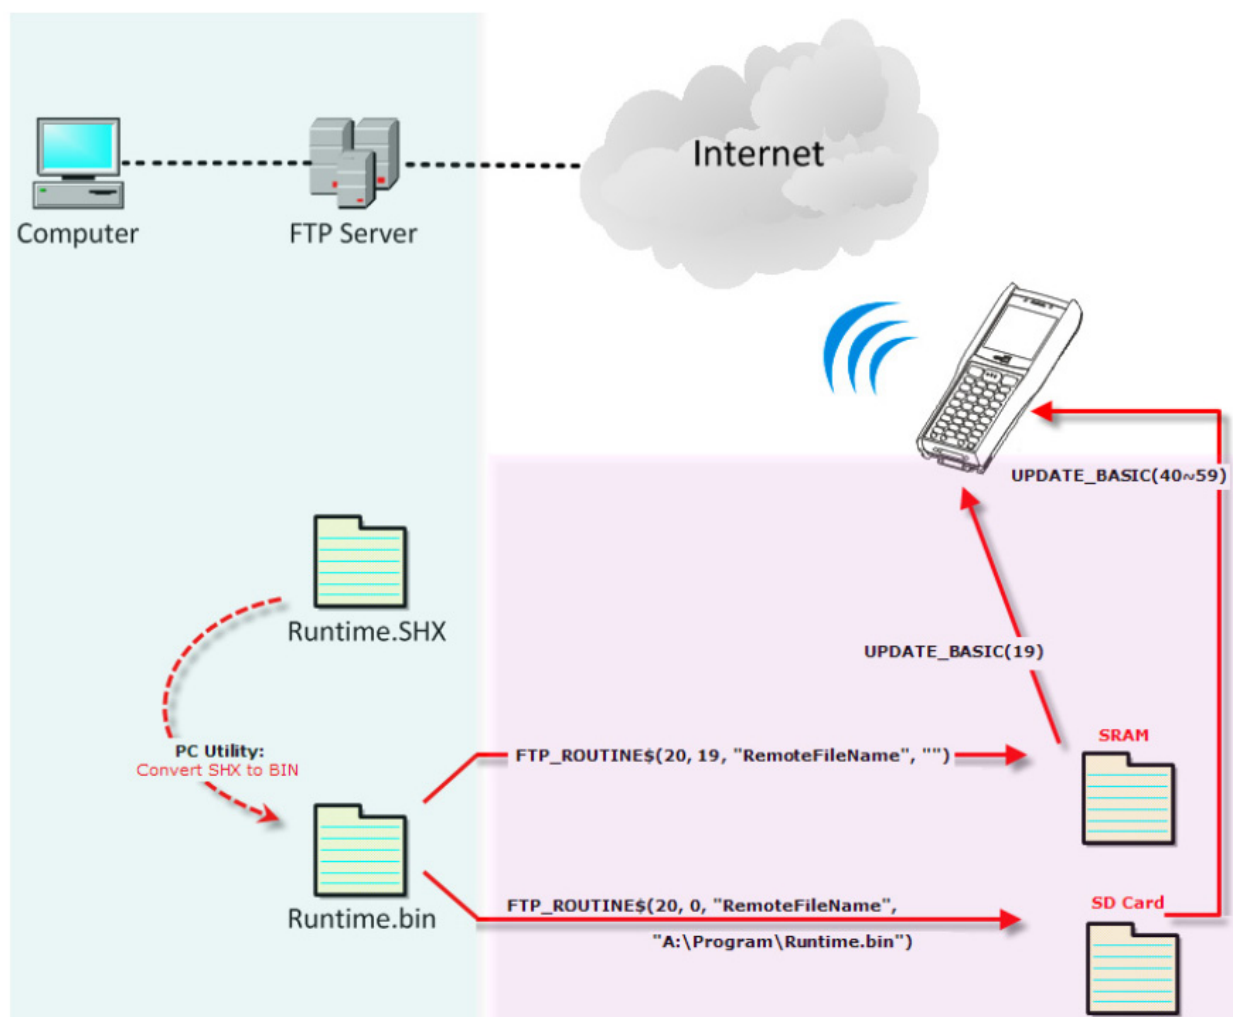 Internet
Computer
FTP Server
UPDATE_BASIC(40~59)
Runtime.SHX
UPDATE_BASIC(19)
PC Utility:
Convert SHX to BIN
FTP_ROUTINE$(20, 19, "RemoteFileName", "")
SRAM
Runtime.bin
FTP_ROUTINE$(20, 0, "RemoteFileName",
"A:\Program\Runtime.bin")
SD Card